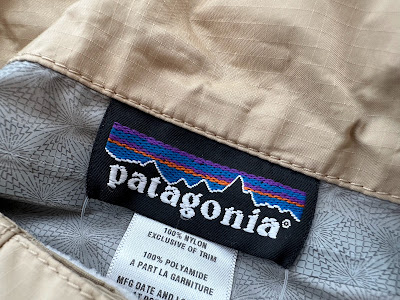 patagonia®
100% NYLON
EXCLUSIVE OF TRIM
100% POLYAMIDE
A PART LA GARNITURE
MFG DATE AND